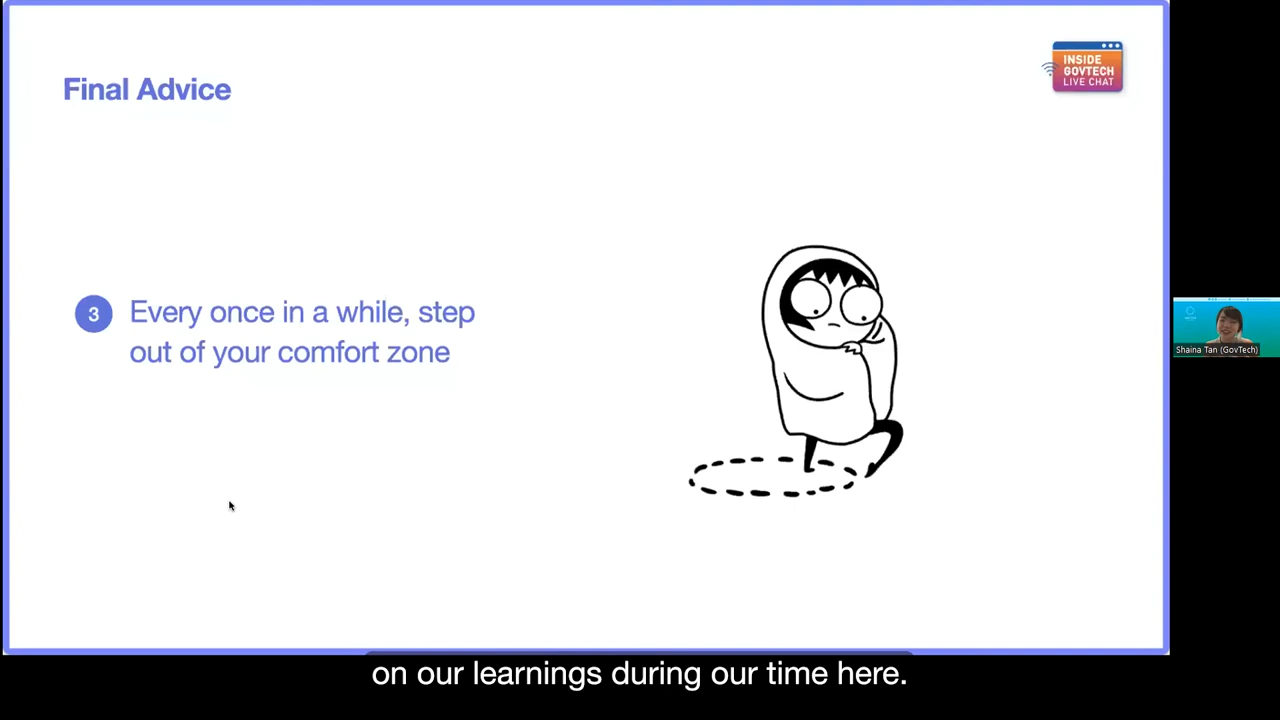 Final Advice
INSIDE
GOVTECH
LIVE CHAT
3
Every once in a while, step
out of your comfort zone
Shaina Tan (GovTech)
on our learnings during our time here.